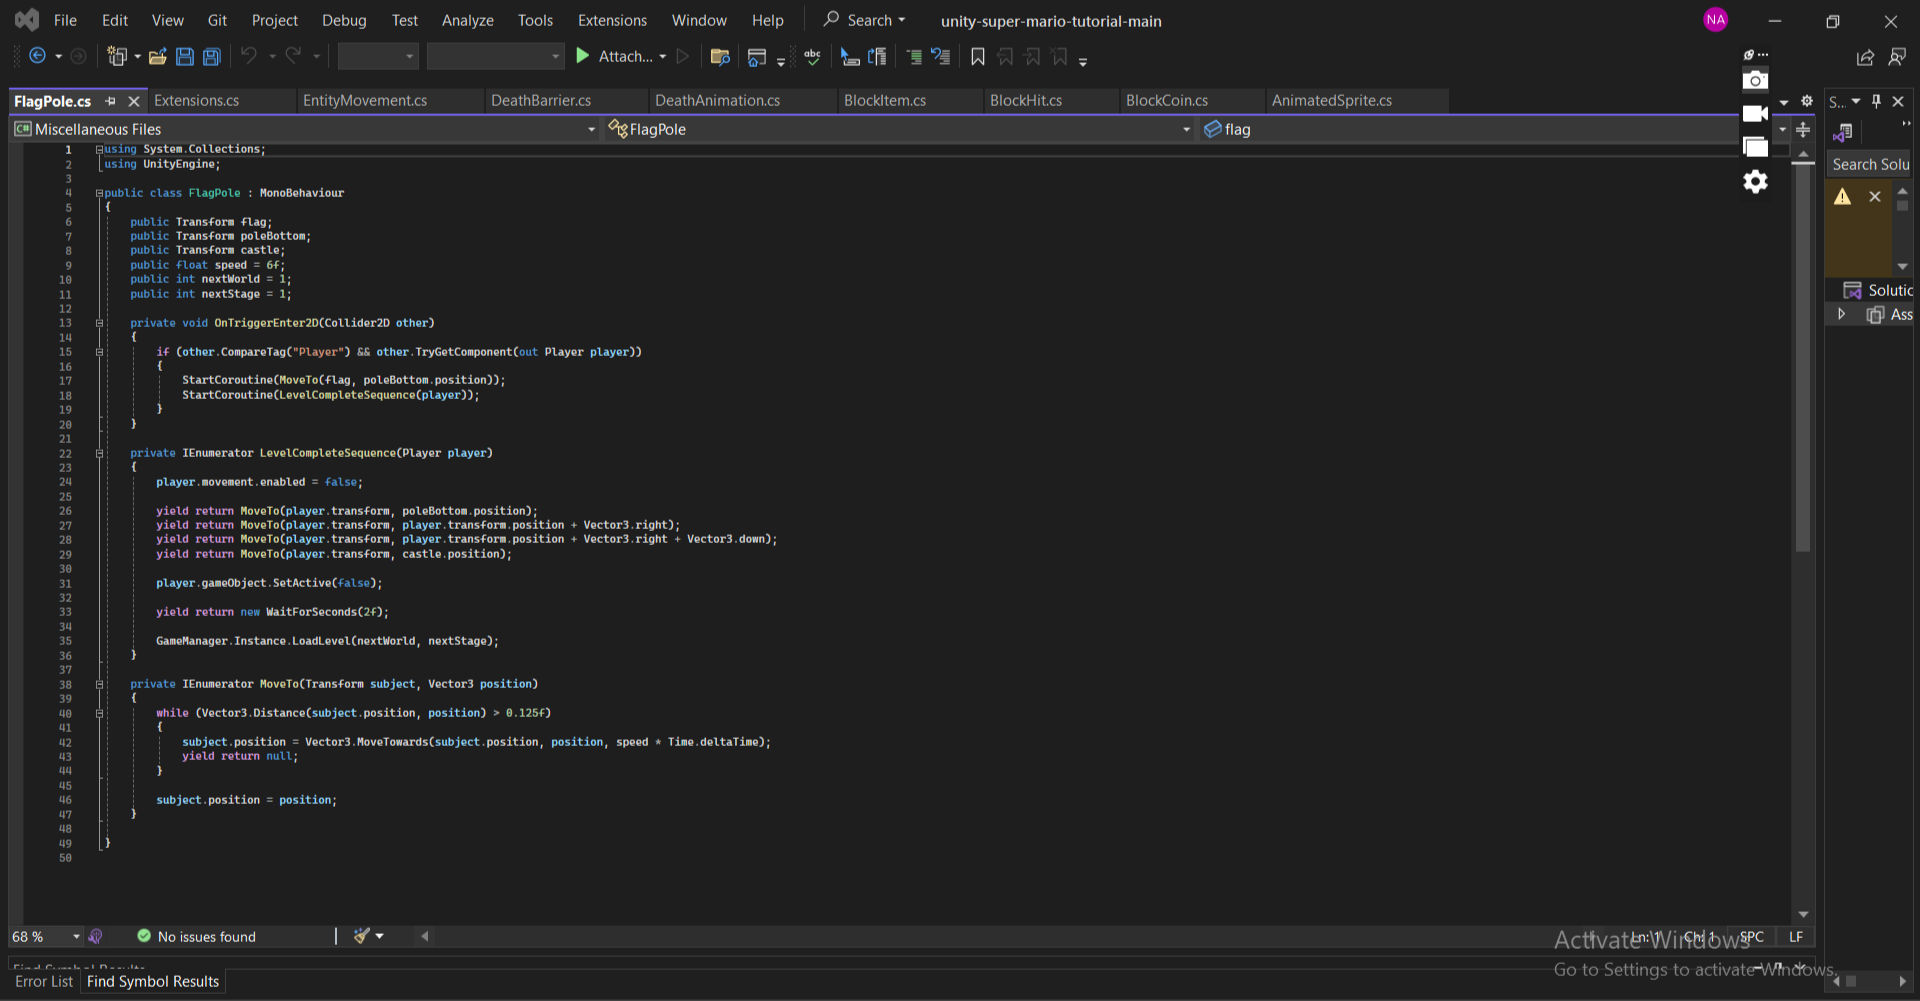 File Edit View Git Project Debug Test Analyze Tools Extensions Window Help Search unity-super-mario-tutorial-main NA
Attach... abc
FlagPole.cs Extensions.cs EntityMovement.cs DeathBarrier.cs DeathAnimation.cs BlockItem.cs BlockHit.cs BlockCoin.cs AnimatedSprite.cs S...
C# Miscellaneous Files FlagPole flag
Search Solu
Solutic
Ass
1 using System.Collections;
2 using UnityEngine;
3
4 public class FlagPole : MonoBehaviour
5 {
6 public Transform flag;
7 public Transform poleBottom;
8 public Transform castle;
9 public float speed = 6f;
10 public int nextWorld = 1;
11 public int nextStage = 1;
12
13 private void OnTriggerEnter2D(Collider2D other)
14 {
15 if (other.CompareTag("Player") && other.TryGetComponent(out Player player))
16 {
17 StartCoroutine(MoveTo(flag, poleBottom.position));
18 StartCoroutine(LevelCompleteSequence(player));
19 }
20 }
21
22 private IEnumerator LevelCompleteSequence(Player player)
23 {
24 player.movement.enabled = false;
25
26 yield return MoveTo(player.transform, poleBottom.position);
27 yield return MoveTo(player.transform, player.transform.position + Vector3.right);
28 yield return MoveTo(player.transform, player.transform.position + Vector3.right + Vector3.down);
29 yield return MoveTo(player.transform, castle.position);
30
31 player.gameObject.SetActive(false);
32
33 yield return new WaitForSeconds(2f);
34
35 GameManager.Instance.LoadLevel(nextWorld, nextStage);
36 }
37
38 private IEnumerator MoveTo(Transform subject, Vector3 position)
39 {
40 while (Vector3.Distance(subject.position, position) > 0.125f)
41 {
42 subject.position = Vector3.MoveTowards(subject.position, position, speed * Time.deltaTime);
43 yield return null;
44 }
45
46 subject.position = position;
47 }
48
49 }
50
68 % No issues found Ln: 1 Ch: 1 SPC LF
Activate Windows
Go to Settings to activate Windows.
Find Symbol Results
Error List Find Symbol Results